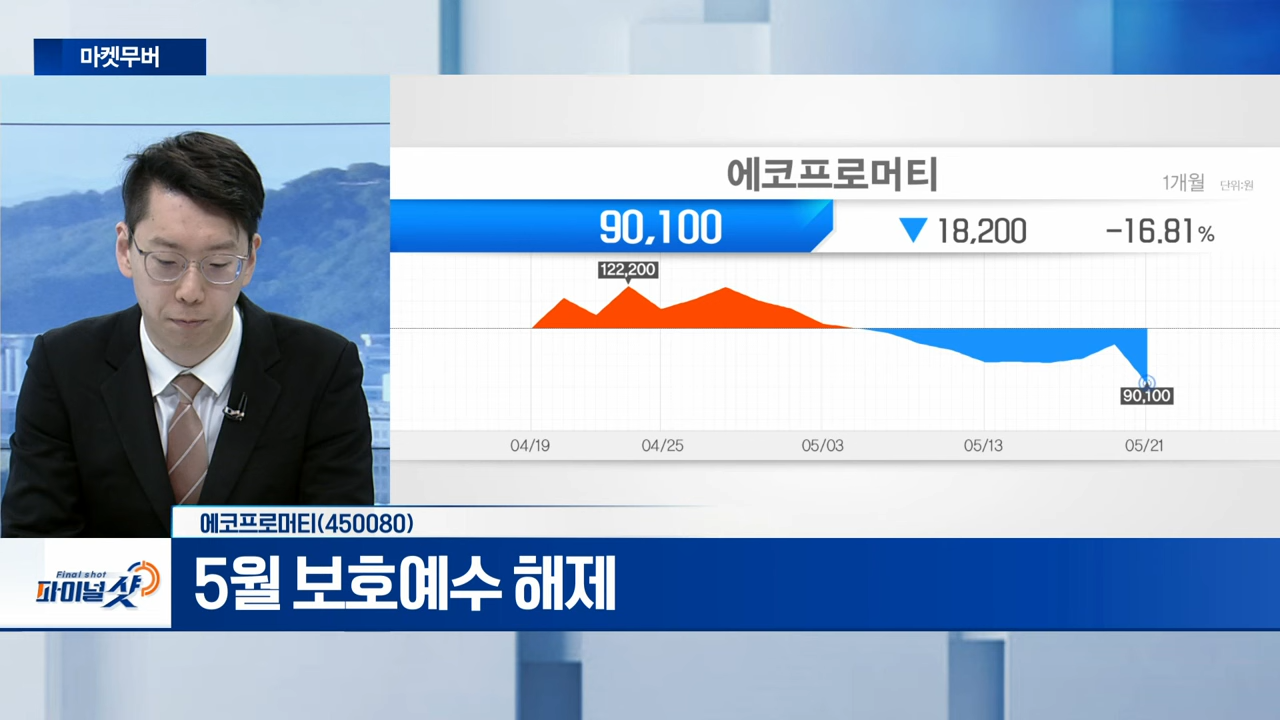 마켓무버
에코프로머티
1개월 단위:원
90,100 ▼ 18,200 -16.81%
122,200
90,100
04/19 04/25 05/03 05/13 05/21
에코프로머티(450080)
Final shot
파이널샷
5월 보호예수 해제